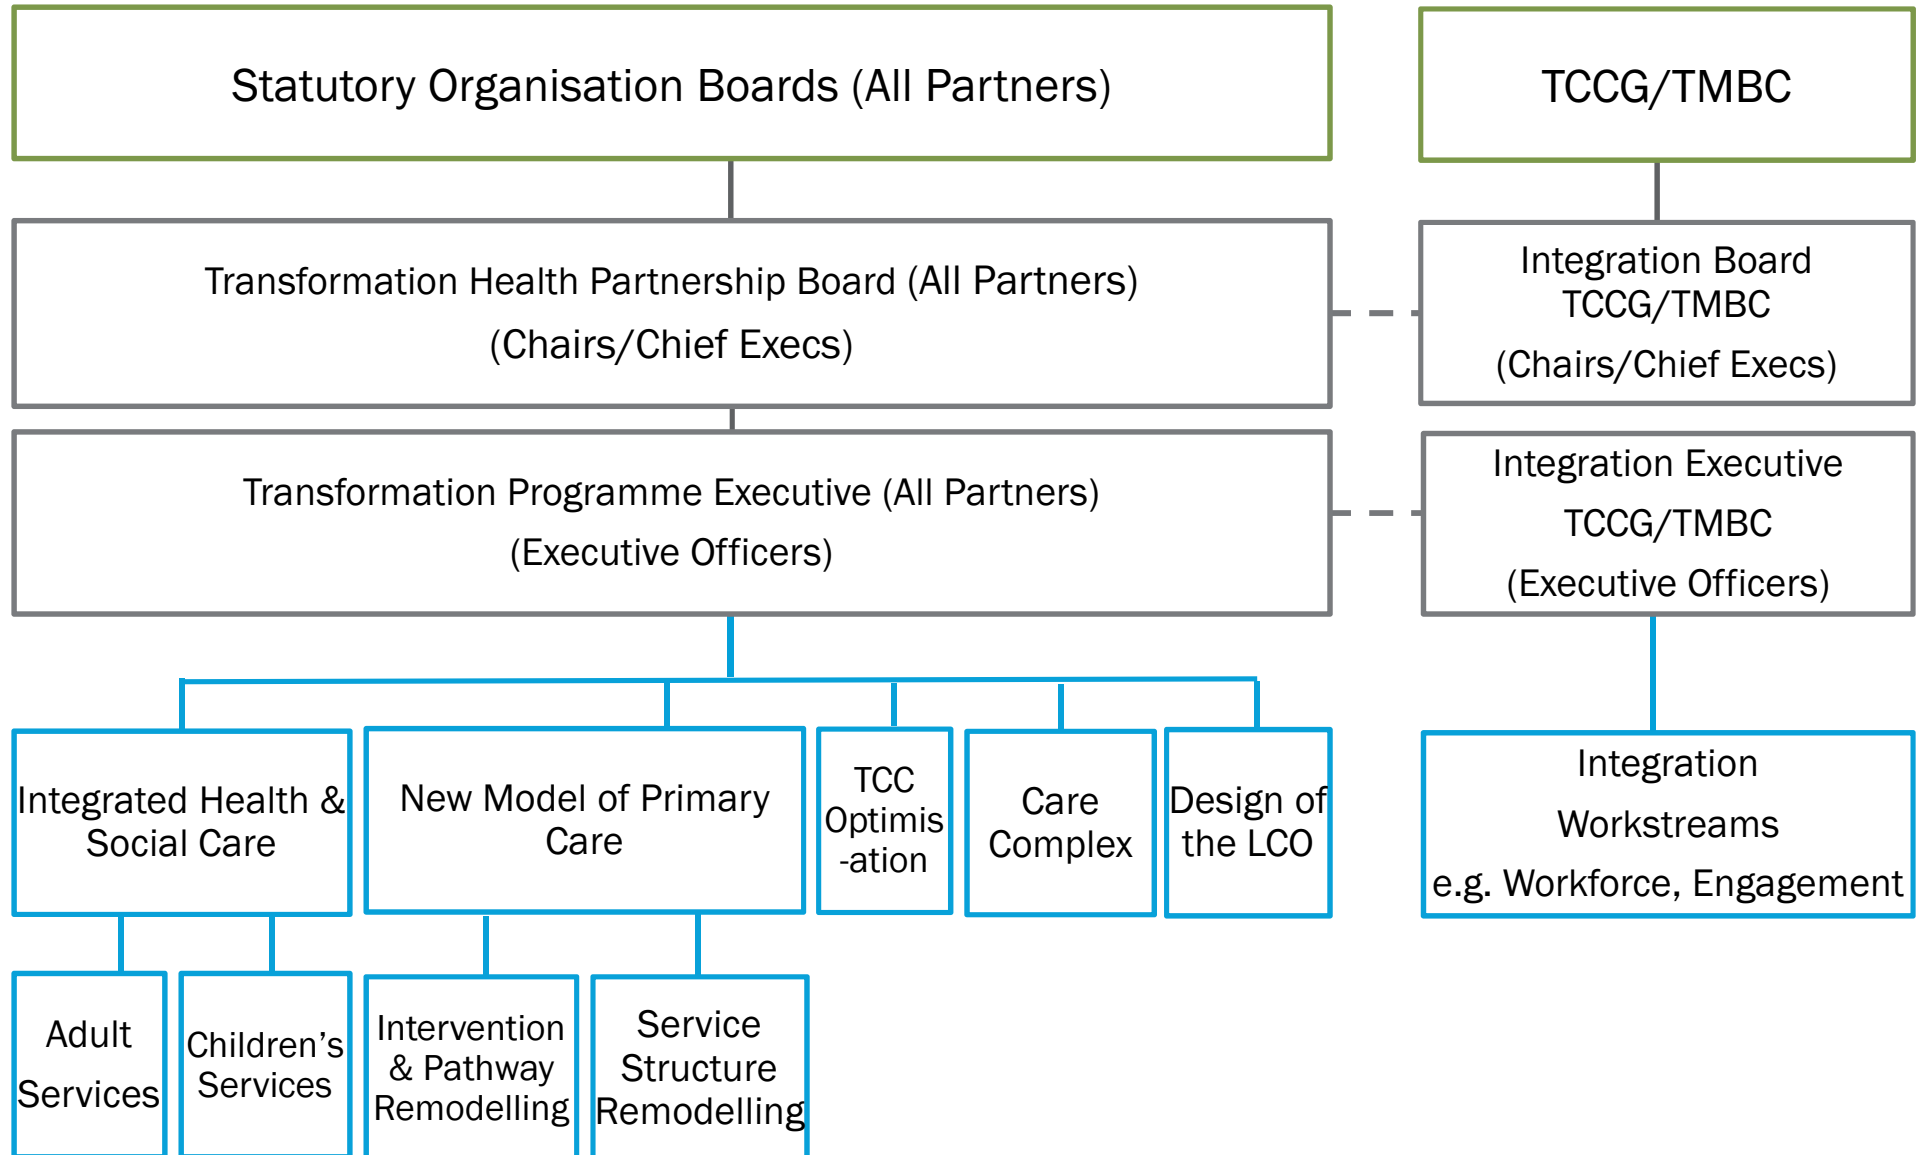 Statutory Organisation Boards (All Partners)
TCCG/TMBC
Transformation Health Partnership Board (All Partners)
(Chairs/Chief Execs)
Integration Board
TCCG/TMBC
(Chairs/Chief Execs)
Transformation Programme Executive (All Partners)
(Executive Officers)
Integration Executive
TCCG/TMBC
(Executive Officers)
Integrated Health &
Social Care
New Model of Primary
Care
TCC
Optimis
-ation
Care
Complex
Design of
the LCO
Integration
Workstreams
e.g. Workforce, Engagement
Adult
Services
Children’s
Services
Intervention
& Pathway
Remodelling
Service
Structure
Remodelling